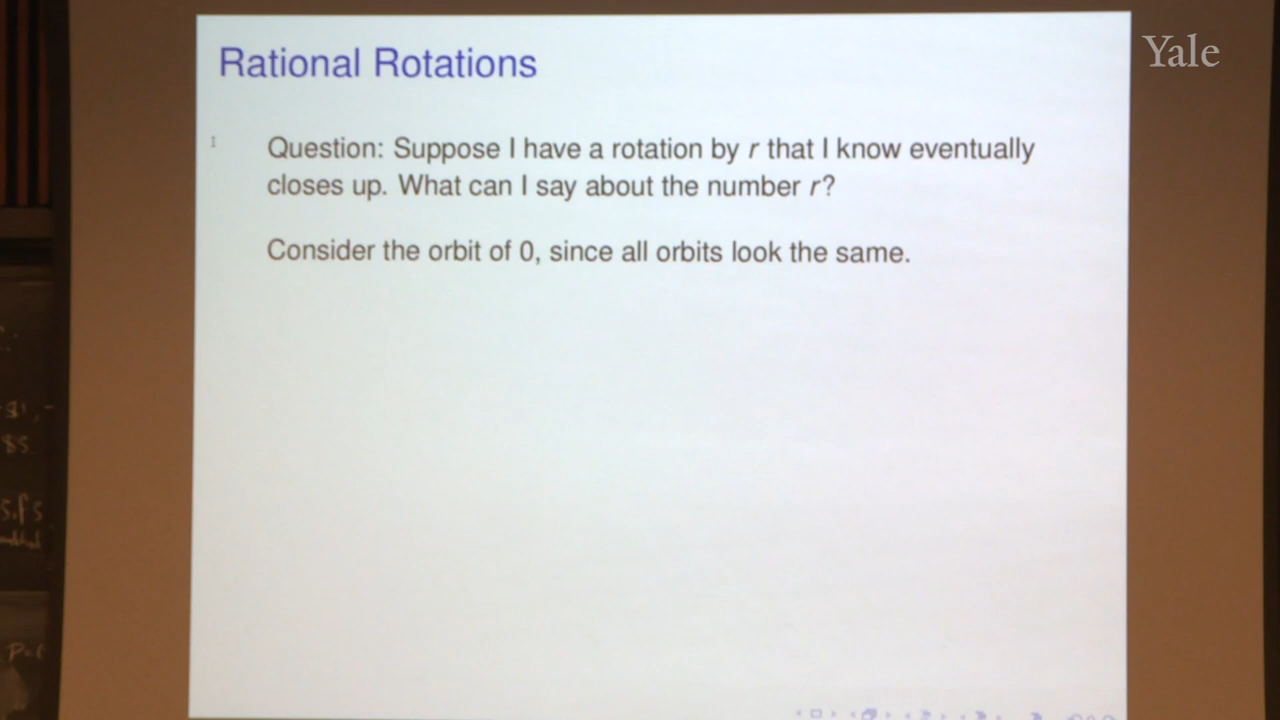 Yale
Rational Rotations
Question: Suppose I have a rotation by r that I know eventually
closes up. What can I say about the number r?
Consider the orbit of 0, since all orbits look the same.